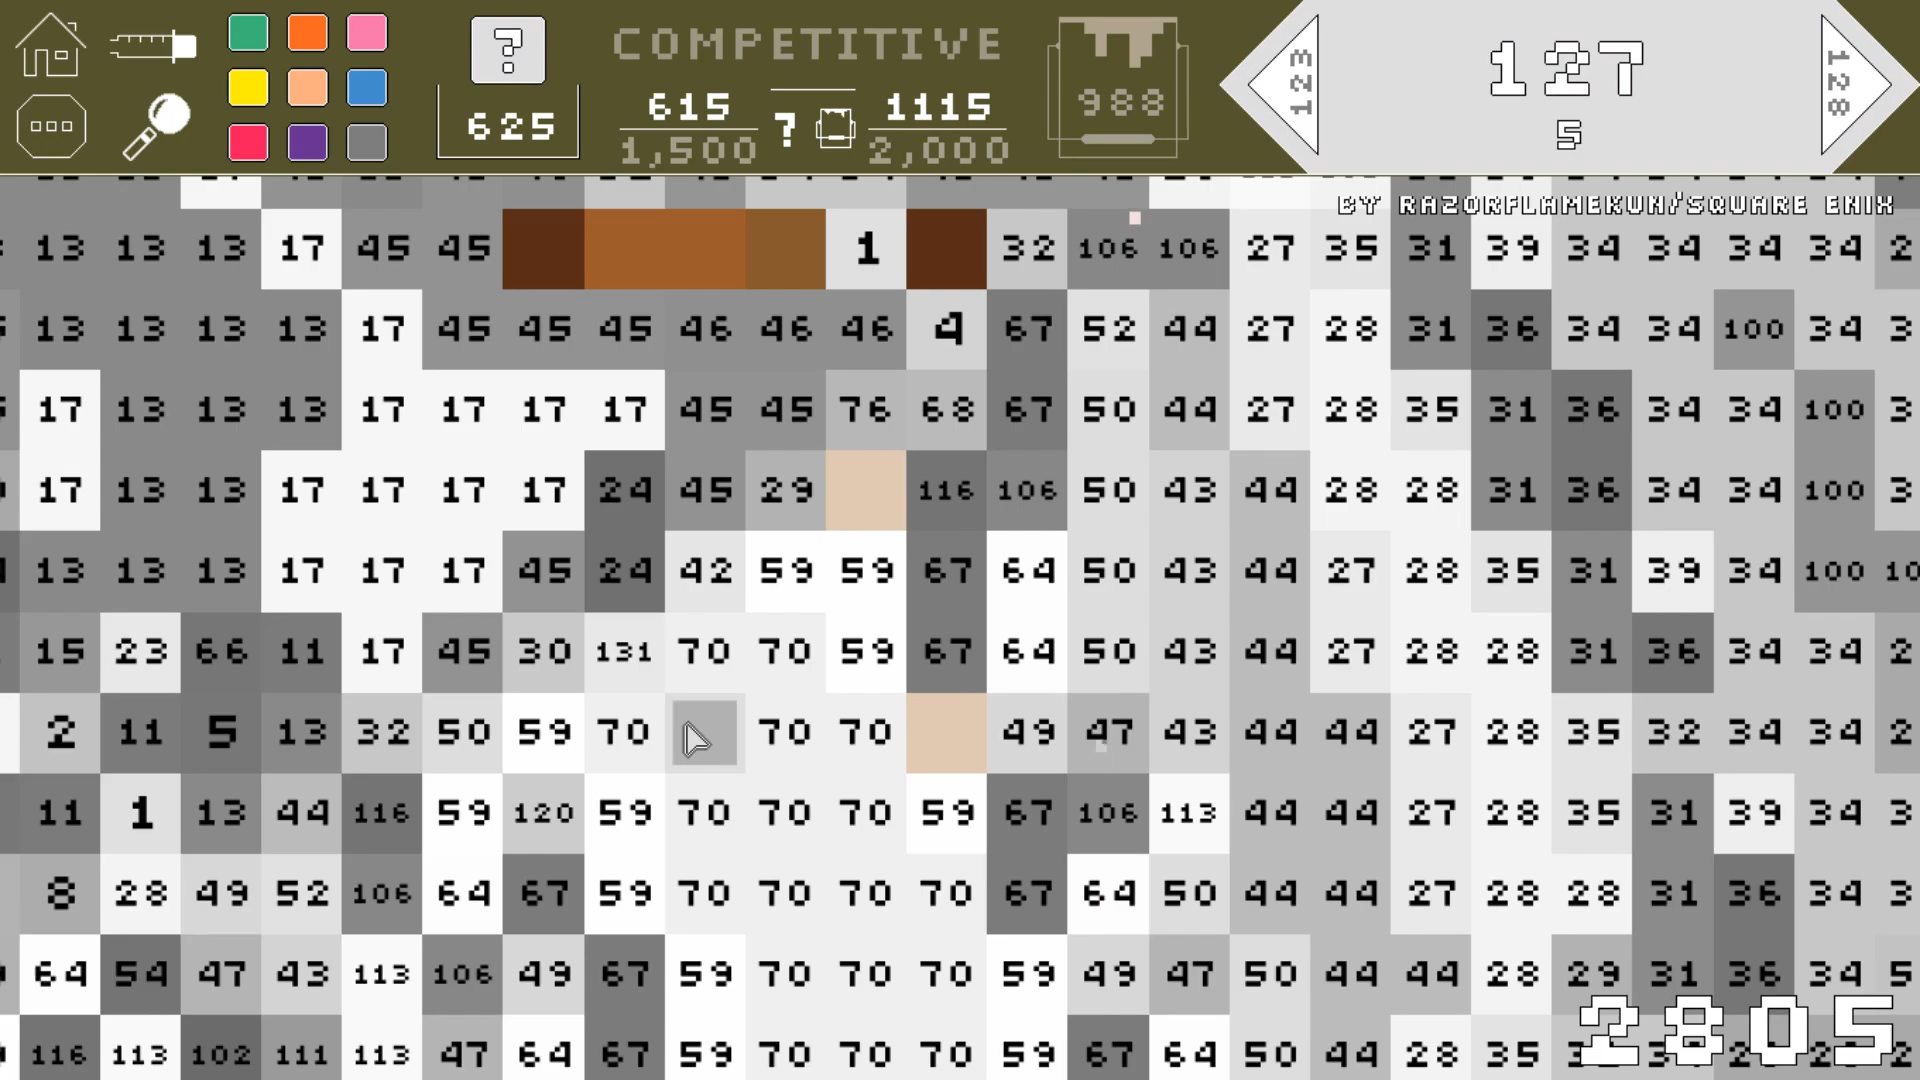 COMPETITIVE
?
625
615
1,500
?
1115
2,000
988
123
127
5
128
BY RAZORFLAMEKUN/SQUARE ENIX
13 13 13 17 45 45 1 32 106 106 27 35 31 39 34 34 34 34 2
13 13 13 13 17 45 45 45 46 46 46 4 67 52 44 27 28 31 36 34 34 100 34 3
17 13 13 13 17 17 17 17 45 45 76 68 67 50 44 27 28 35 31 36 34 34 100 3
17 13 13 17 17 17 17 24 45 29 116 106 50 43 44 28 28 31 36 34 34 100 3
13 13 13 17 17 17 45 24 42 59 59 67 64 50 43 44 27 28 35 31 39 34 100 10
15 23 66 11 17 45 30 131 70 70 59 67 64 50 43 44 27 28 28 31 36 34 34 2
2 11 5 13 32 50 59 70 70 70 49 47 43 44 44 27 28 35 32 34 34 2
11 1 13 44 116 59 120 59 70 70 70 59 67 106 113 44 44 27 28 35 31 39 34 3
8 28 49 52 106 64 67 59 70 70 70 70 67 64 50 44 44 27 28 28 31 36 34 3
64 54 47 43 113 106 49 67 59 70 70 70 59 49 47 50 44 44 28 29 31 36 34 5
116 113 102 111 113 47 64 67 59 70 70 70 59 67 64 50 44 28 35
2805